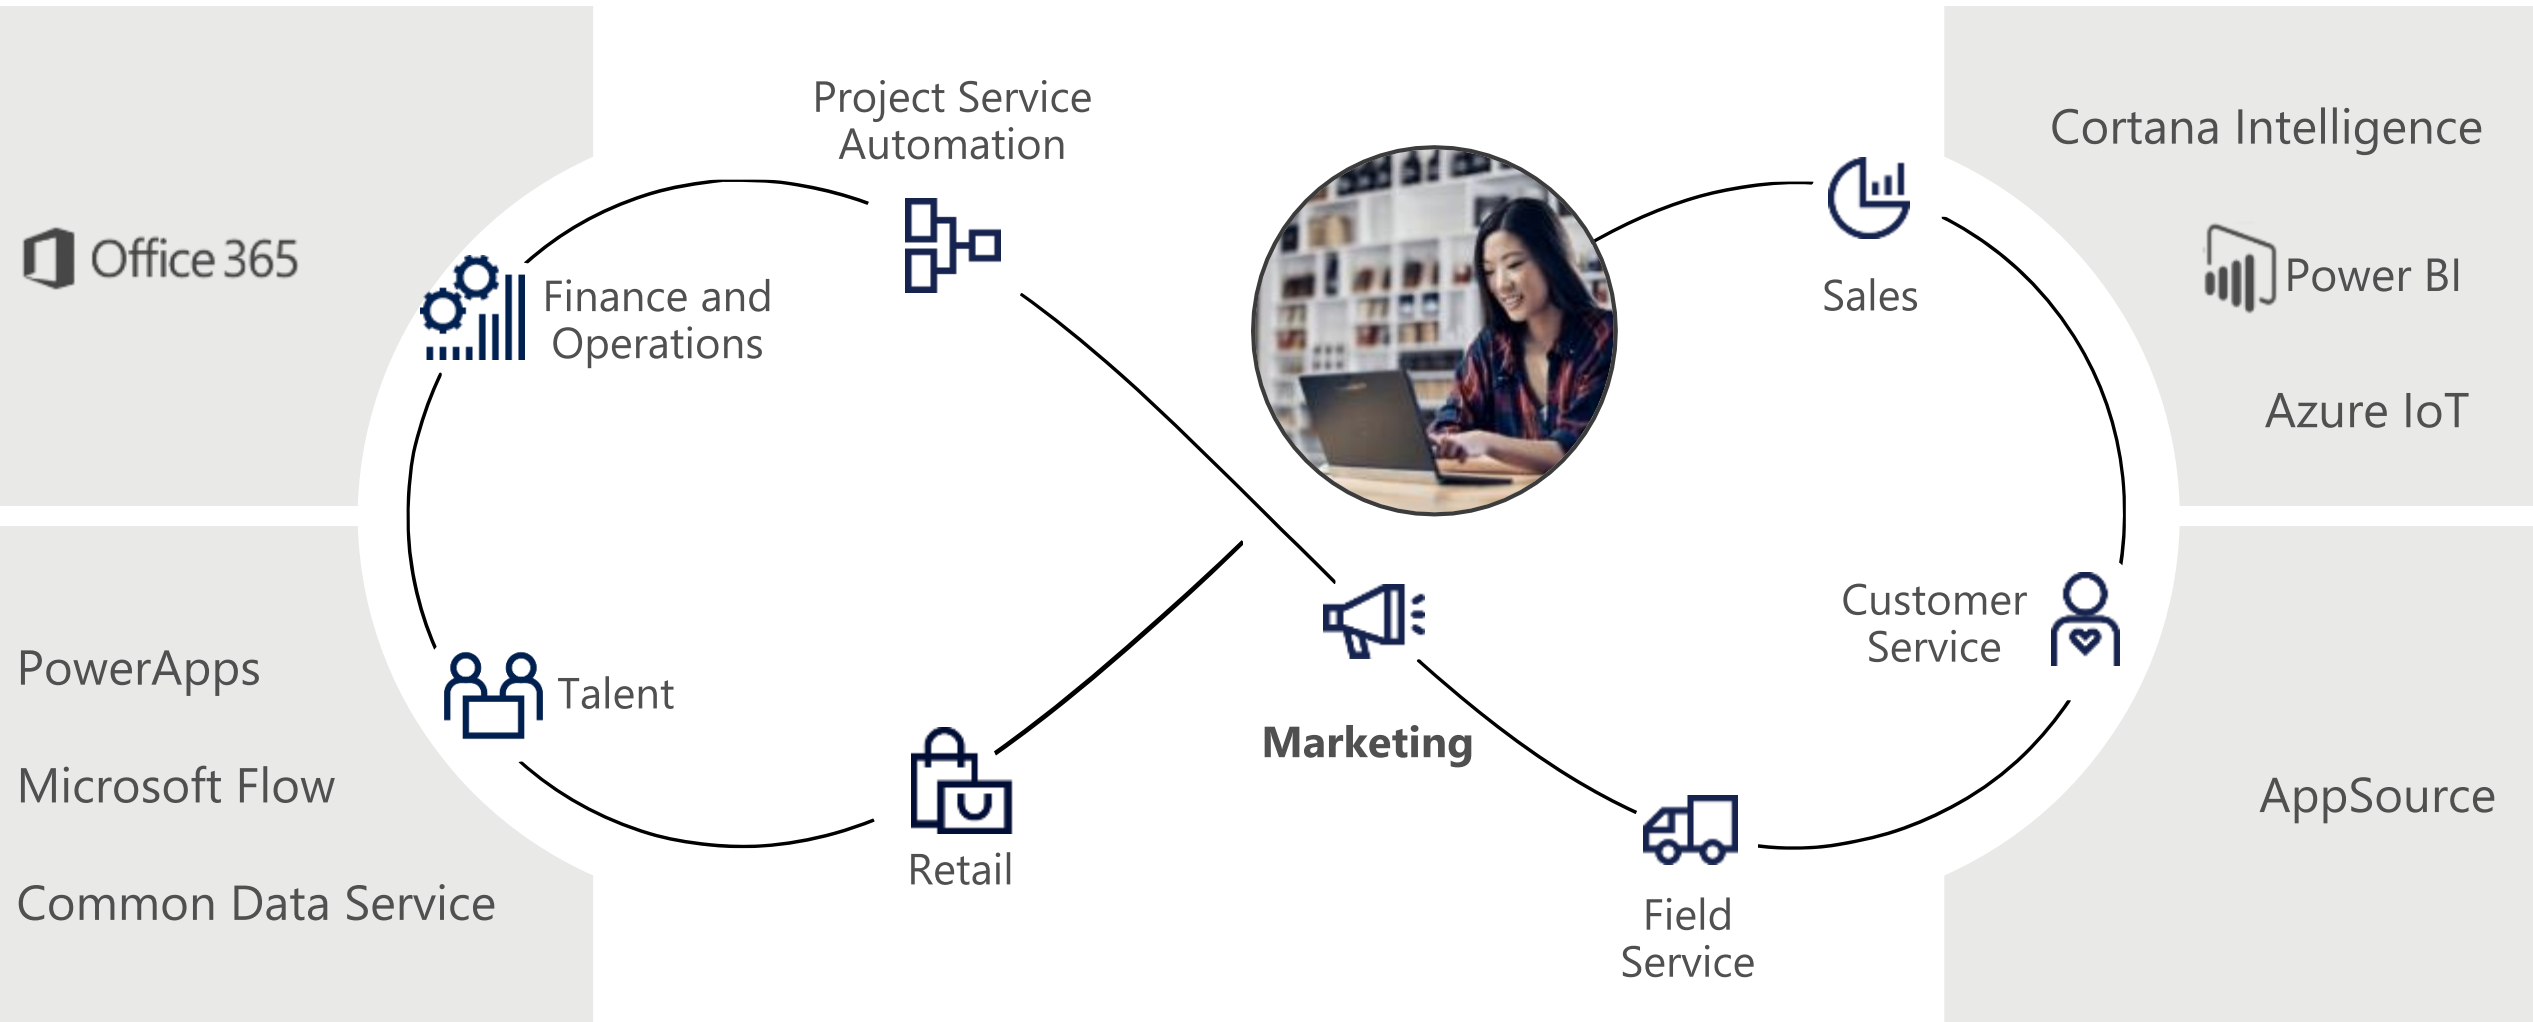 Office 365
PowerApps
Microsoft Flow
Common Data Service
Project Service
Automation
Finance and
Operations
Talent
Retail
Marketing
Sales
Customer
Service
Field
Service
Cortana Intelligence
Power BI
Azure IoT
AppSource